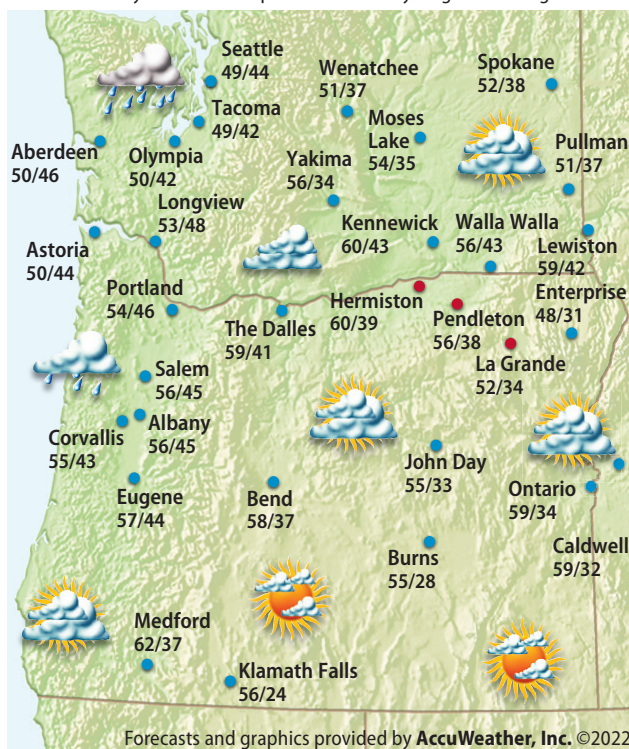 Seattle
49/44
Wenatchee
51/37
Spokane
52/38
Tacoma
49/42
Moses
Lake
54/35
Aberdeen
50/46
Olympia
50/42
Yakima
56/34
Pullman
51/37
Longview
53/48
Kennewick
60/43
Walla Walla
56/43
Lewiston
59/42
Astoria
50/44
Portland
54/46
The Dalles
59/41
Hermiston
60/39
Pendleton
56/38
Enterprise
48/31
La Grande
52/34
Salem
56/45
Albany
56/45
Corvallis
55/43
John Day
55/33
Eugene
57/44
Bend
58/37
Ontario
59/34
Burns
55/28
Caldwell
59/32
Medford
62/37
Klamath Falls
56/24
Forecasts and graphics provided by AccuWeather, Inc. ©2022